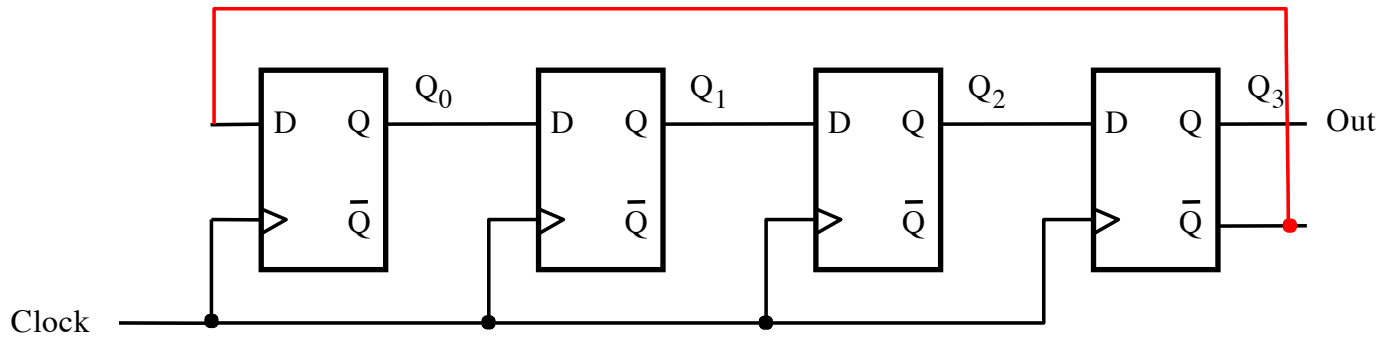 Q0 Q1 Q2 Q3
D Q D Q D Q D Q Out
Q̅ Q̅ Q̅ Q̅
Clock